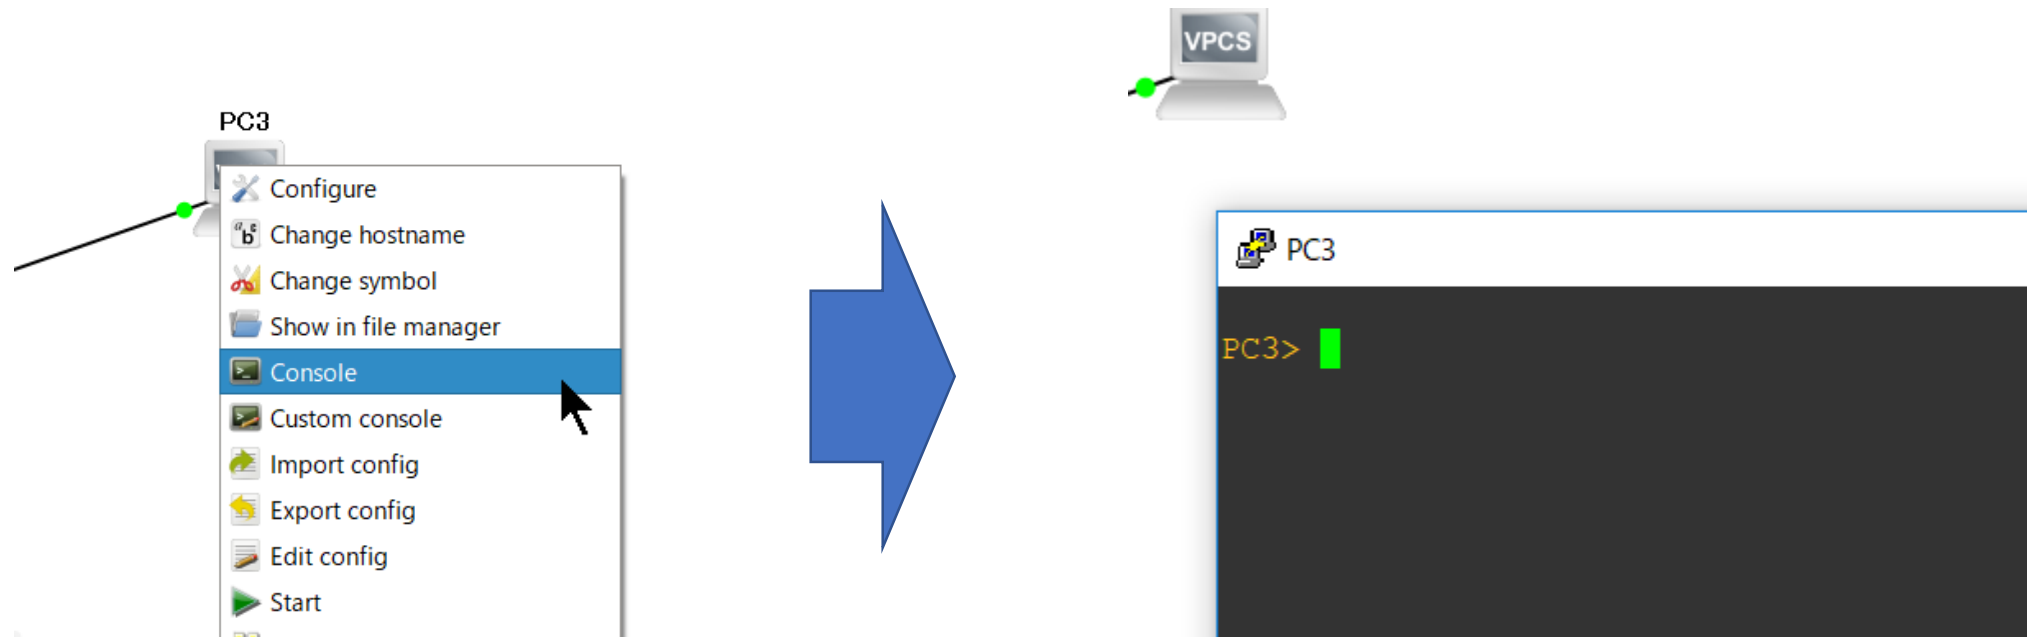 PC3
Configure
Change hostname
Change symbol
Show in file manager
Console
Custom console
Import config
Export config
Edit config
Start
VPCS
PC3
PC3>